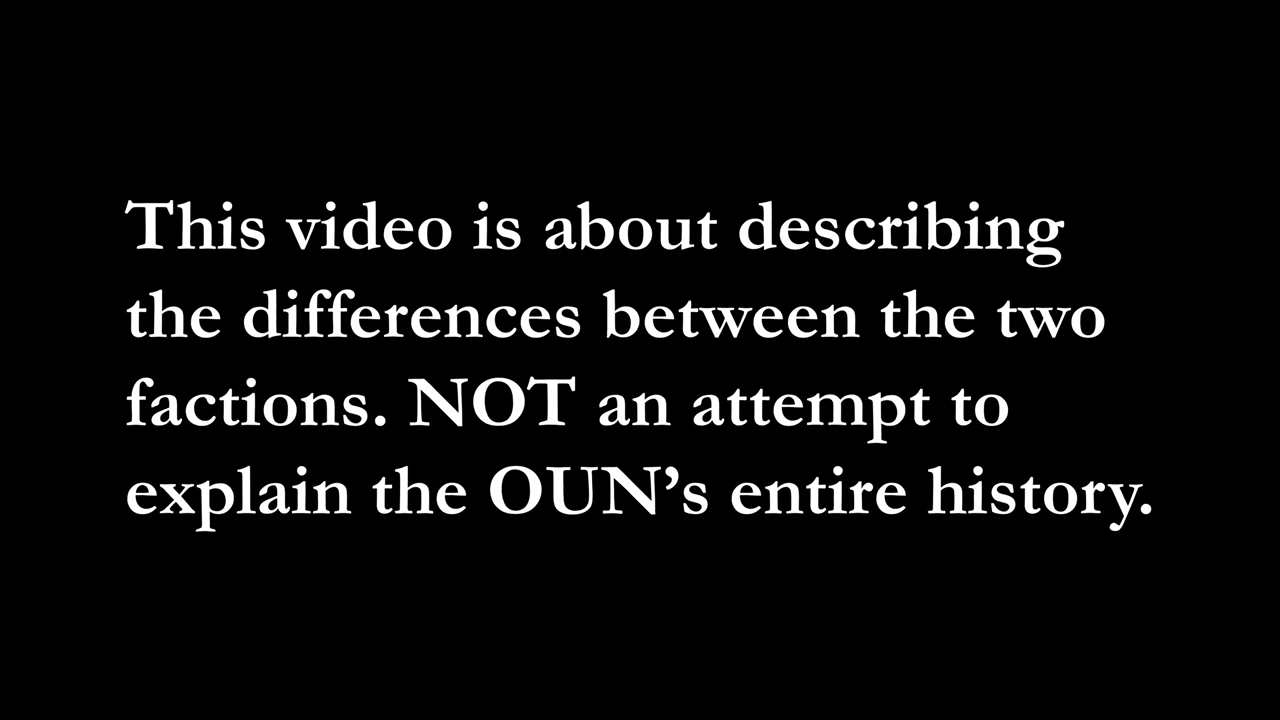 This video is about describing
the differences between the two
factions. NOT an attempt to
explain the OUN’s entire history.